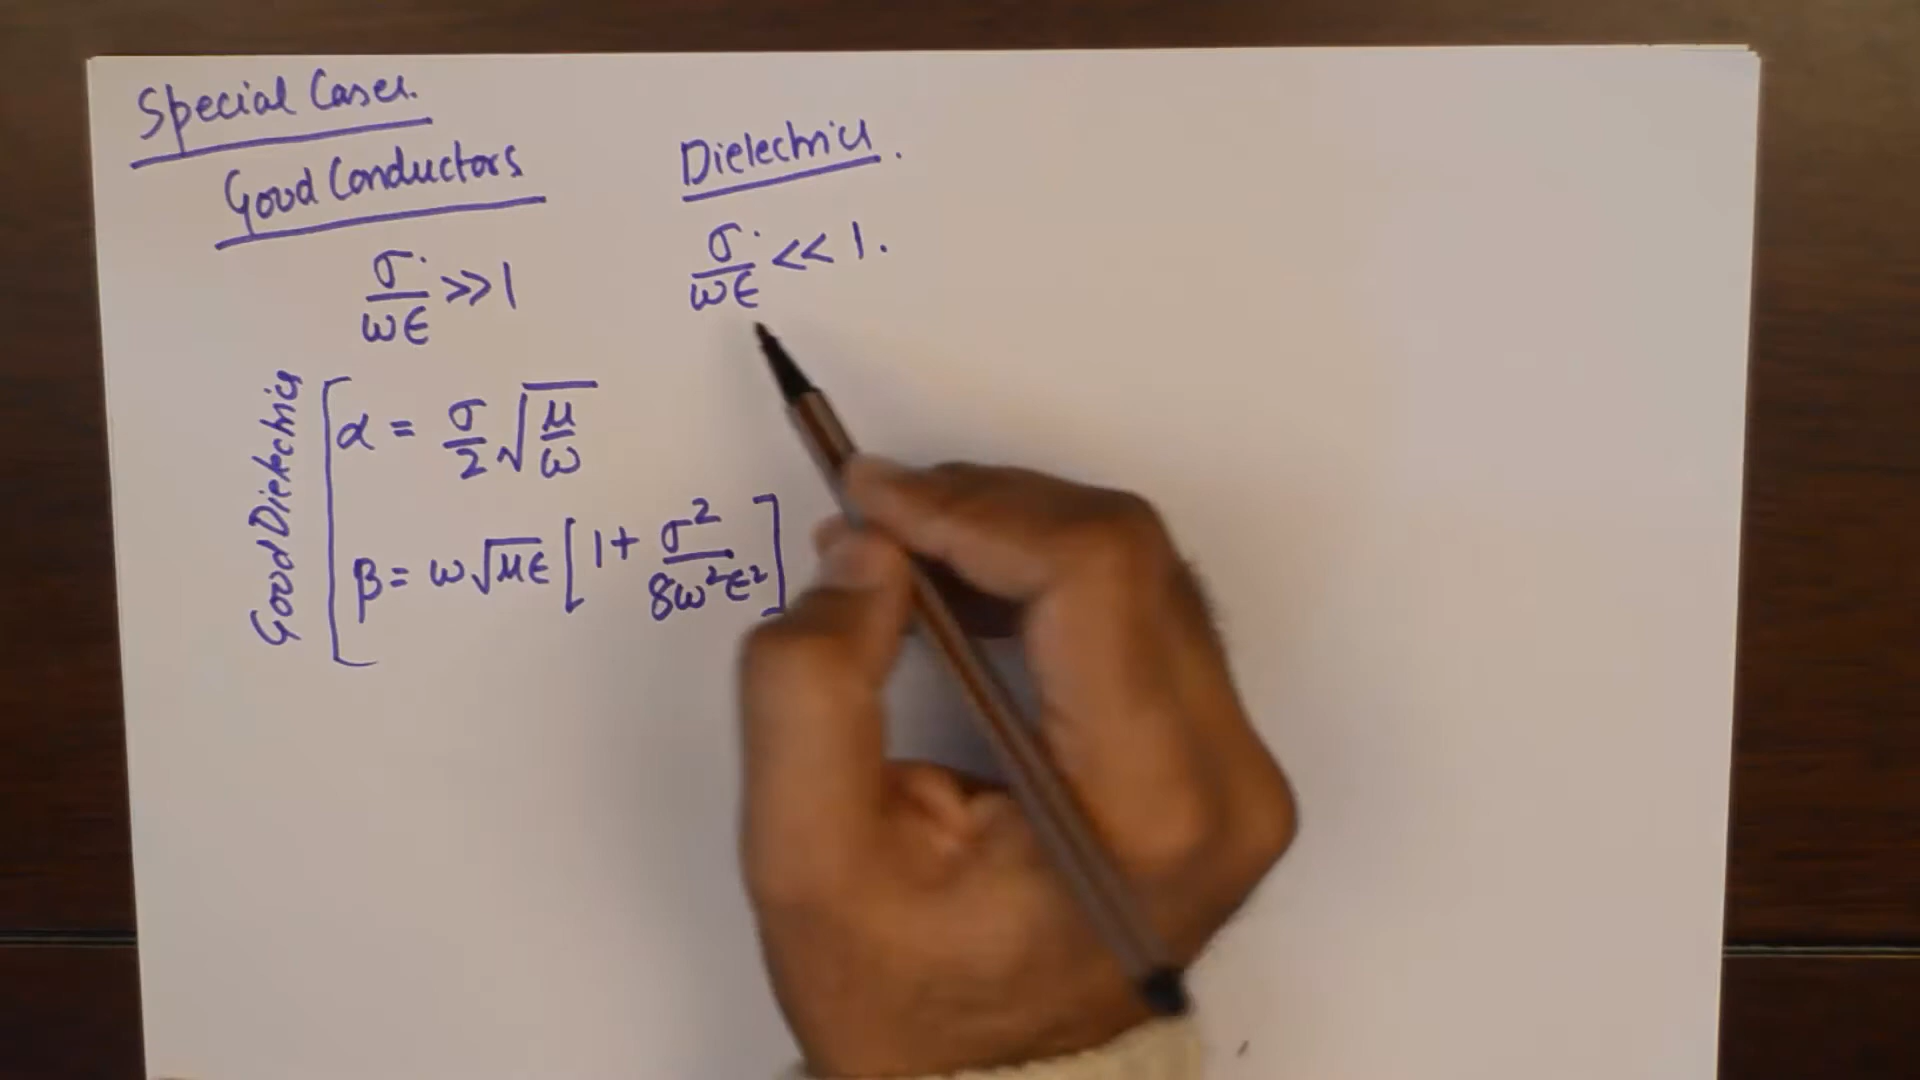 Special Cases.
Good Conductors
σ/ωϵ >> 1
Dielectrics.
σ/ωϵ << 1.
Good Dielectrics
α = σ/2 √(μ/ω)
β = ω√(μϵ) [1 + σ²/8ω²ϵ²]